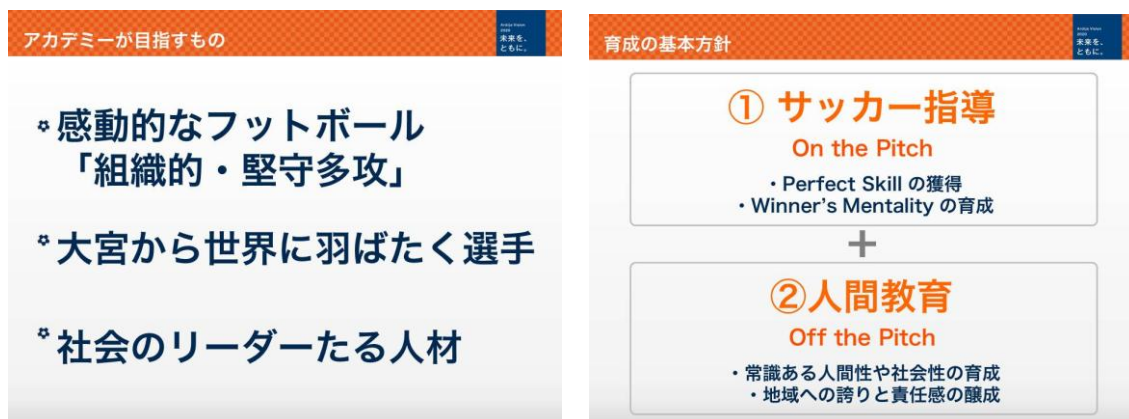 アカデミーが目指すもの
Ardija Vision
2020
未来を、
ともに。
感動的なフットボール
「組織的・堅守多攻」
大宮から世界に羽ばたく選手
社会のリーダーたる人材
育成の基本方針
Ardija Vision
2020
未来を、
ともに。
① サッカー指導
On the Pitch
・Perfect Skill の獲得
・Winner's Mentality の育成
+
②人間教育
Off the Pitch
・常識ある人間性や社会性の育成
・地域への誇りと責任感の醸成